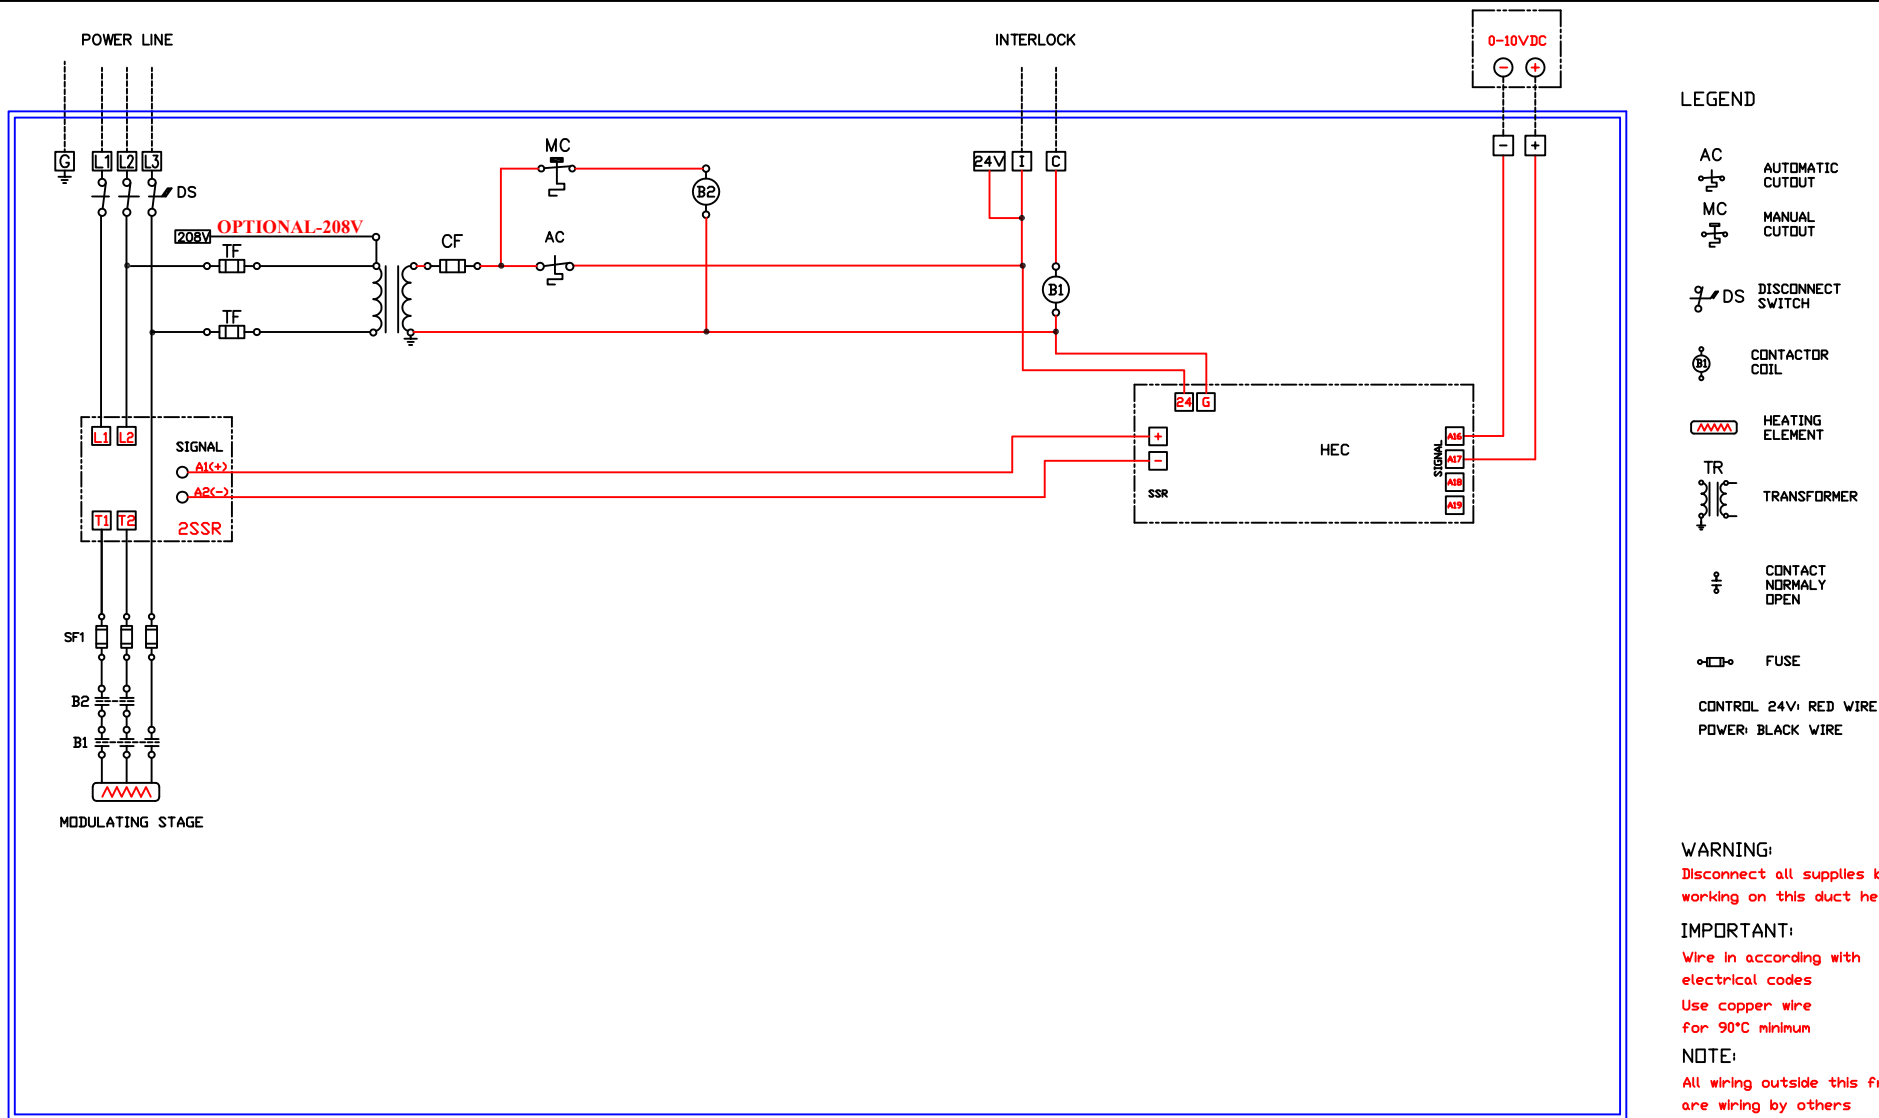 POWER LINE
INTERLOCK
0-10VDC
- +
LEGEND
G L1 L2 L3
DS
MC
24V I C
- +
B2
208V
OPTIONAL-208V
TF
CF
AC
B1
TF
AC
AUTOMATIC
CUTOUT
MC
MANUAL
CUTOUT
DS
DISCONNECT
SWITCH
B1
CONTACTOR
COIL
HEATING
ELEMENT
TR
TRANSFORMER
CONTACT
NORMALY
OPEN
FUSE
CONTROL 24V: RED WIRE
POWER: BLACK WIRE
24 G
L1 L2
SIGNAL
A1(+)
A2(-)
T1 T2
2SSR
+
-
SSR
HEC
SIGNAL
A16
A17
A18
A19
SF1
B2
B1
MODULATING STAGE
WARNING:
Disconnect all supplies
working on this duct
IMPORTANT:
Wire in according with
electrical codes
Use copper wire
for 90°C minimum
NOTE:
All wiring outside this
are wiring by others